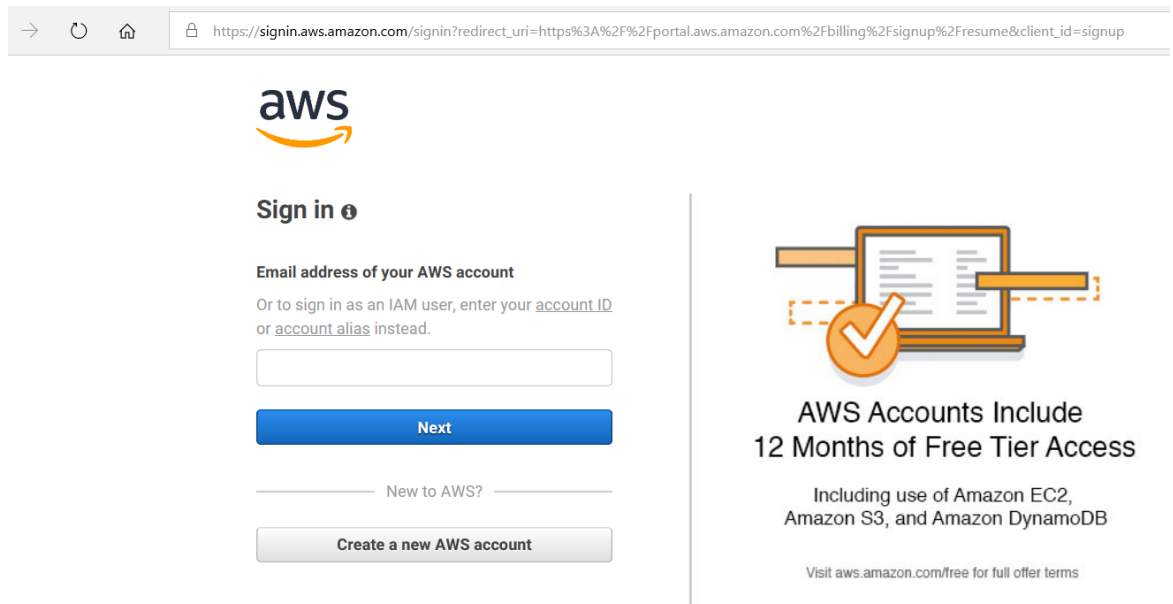 https://signin.aws.amazon.com/signin?redirect_uri=https%3A%2F%2Fportal.aws.amazon.com%2Fbilling%2Fsignup%2Fresume&client_id=signup
aws
Sign in
Email address of your AWS account
Or to sign in as an IAM user, enter your account ID
or account alias instead.
Next
New to AWS?
Create a new AWS account
AWS Accounts Include
12 Months of Free Tier Access
Including use of Amazon EC2,
Amazon S3, and Amazon DynamoDB
Visit aws.amazon.com/free for full offer terms